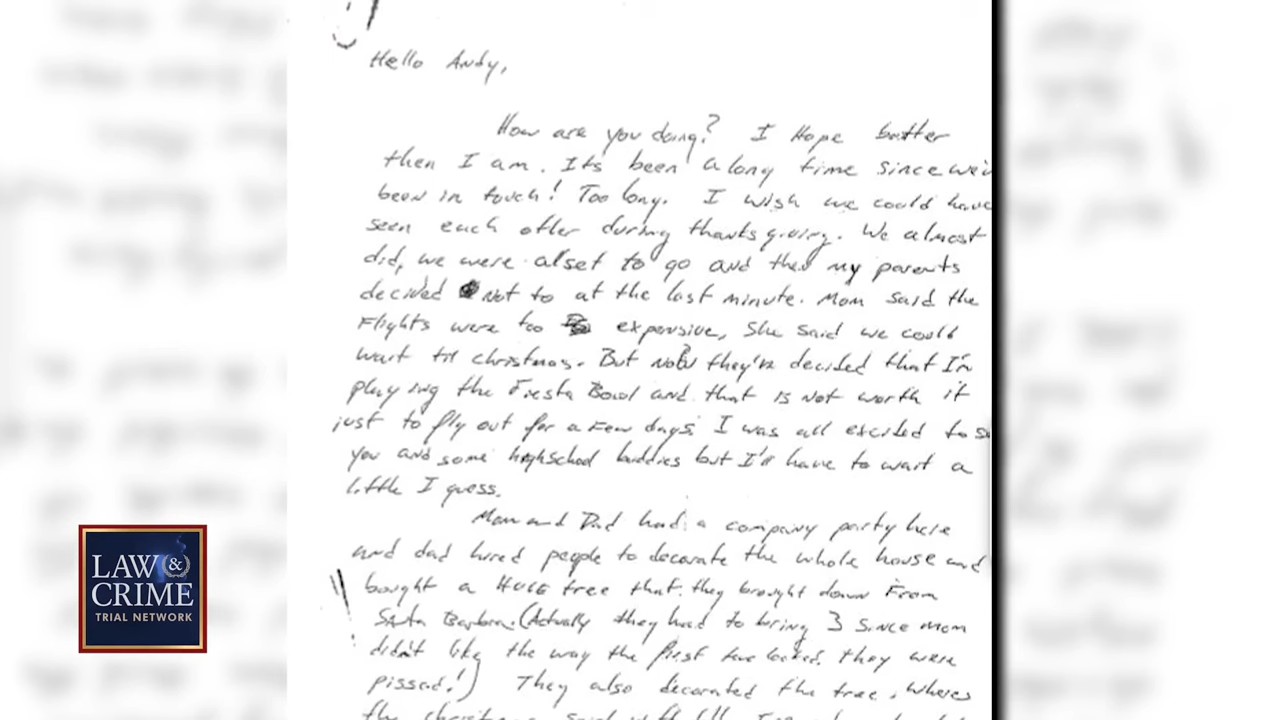 Hello Andy,
How are you doing? I Hope better
then I am. Its been along time since we'v
been in touch! Too long. I wish we could have
seen each other during thanksgiving. We almost
did, we were allset to go and then my parents
decided not to at the last minute. Mom said the
Flights were too expensive, She said we could
wait til christmas. But now they're decided that I'm
playing the Fiesta Bowl and that is not worth it
just to fly out for a Few days. I was all excited to s
you and some highschool buddies but I'll have to wait a
little I guess.
Mom and Dad had a company party here
and dad hired people to decorate the whole house and
bought a HUGE tree that they brought down From
Santa Barbara. (Actually they had to bring 3 since mom
didn't like the way the first two looked. they were
pissed!) They also decorated the tree. Wheres
the christmas spirit
LAW &
CRIME
TRIAL NETWORK